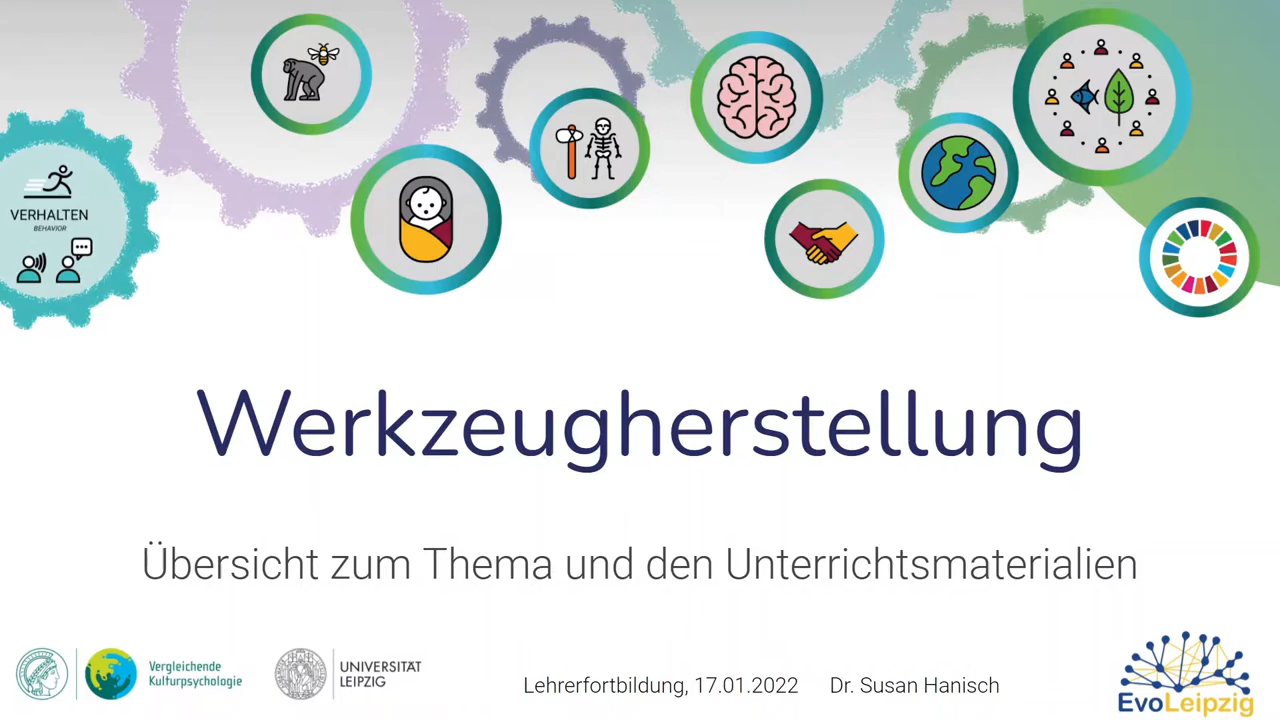 VERHALTEN
BEHAVIOR
Werkzeugherstellung
Übersicht zum Thema und den Unterrichtsmaterialien
Vergleichende
Kulturpsychologie
UNIVERSITÄT
LEIPZIG
Lehrerfortbildung, 17.01.2022 Dr. Susan Hanisch
EvoLeipzig